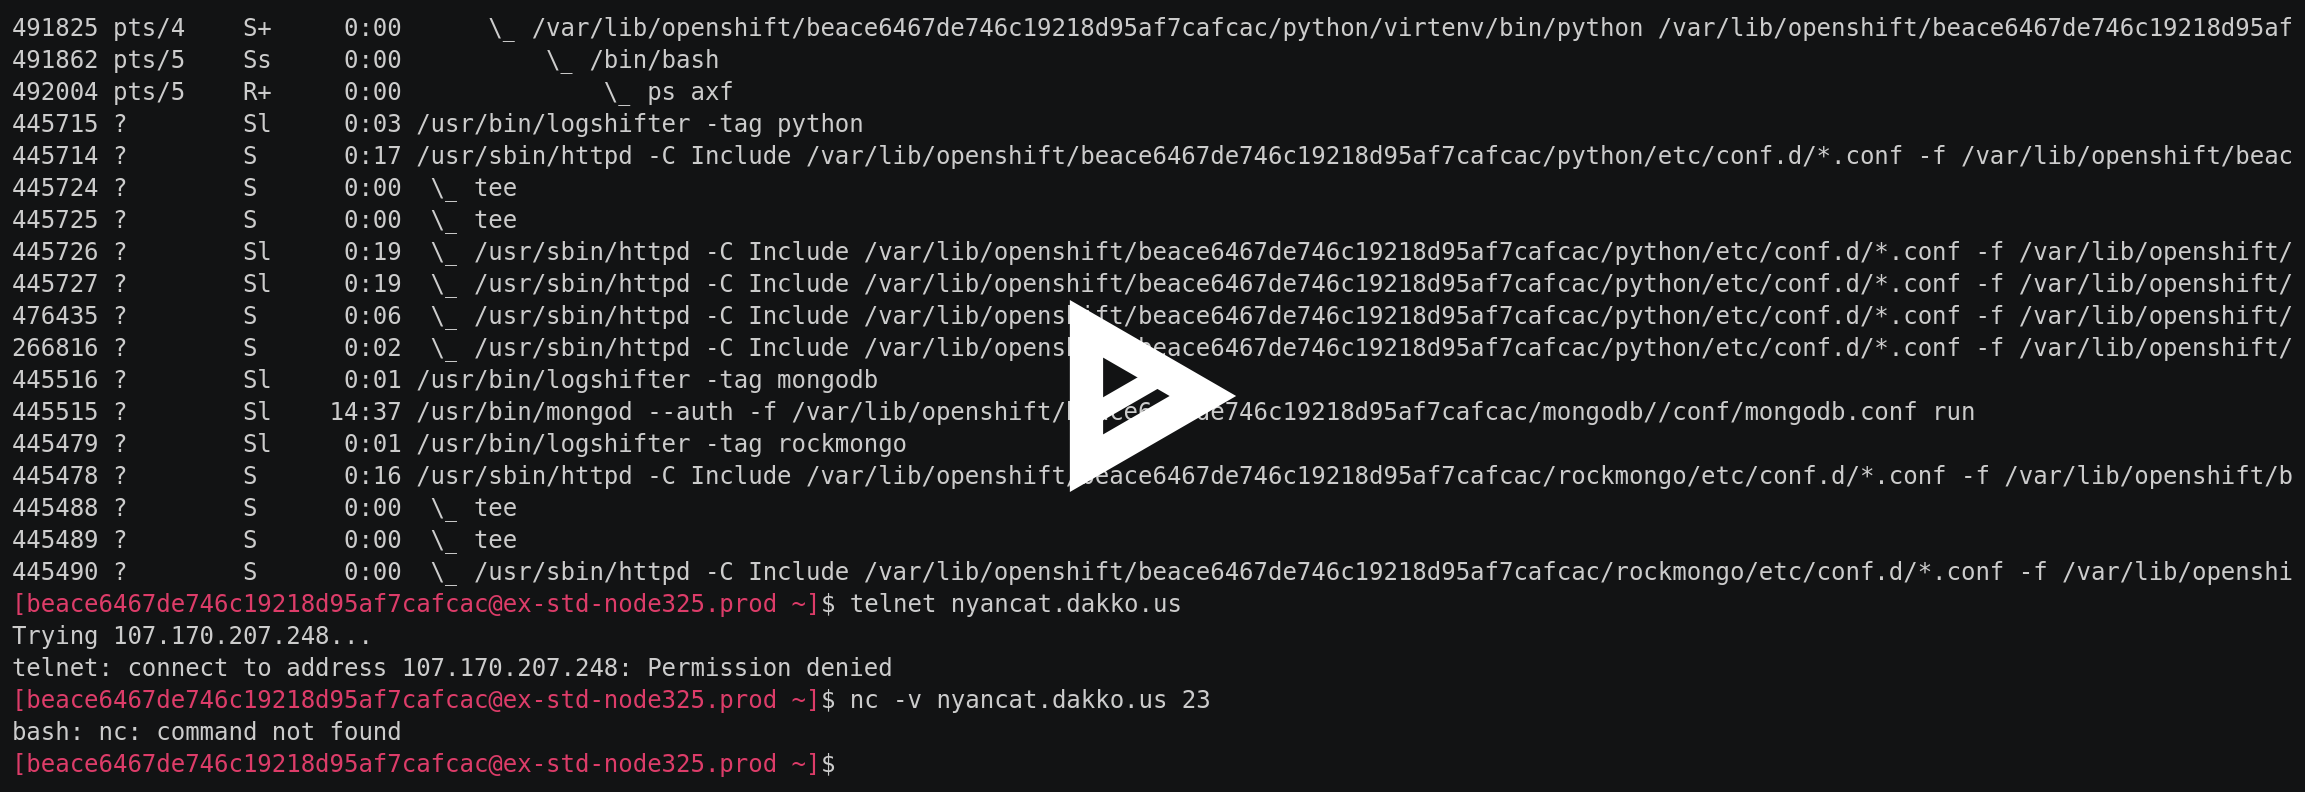 491825 pts/4    S+     0:00      \_ /var/lib/openshift/beace6467de746c19218d95af7cafcac/python/virtenv/bin/python /var/lib/openshift/beace6467de746c19218d95af
491862 pts/5    Ss     0:00          \_ /bin/bash
492004 pts/5    R+     0:00              \_ ps axf
445715 ?        Sl     0:03 /usr/bin/logshifter -tag python
445714 ?        S      0:17 /usr/sbin/httpd -C Include /var/lib/openshift/beace6467de746c19218d95af7cafcac/python/etc/conf.d/*.conf -f /var/lib/openshift/beac
445724 ?        S      0:00  \_ tee
445725 ?        S      0:00  \_ tee
445726 ?        Sl     0:19  \_ /usr/sbin/httpd -C Include /var/lib/openshift/beace6467de746c19218d95af7cafcac/python/etc/conf.d/*.conf -f /var/lib/openshift/
445727 ?        Sl     0:19  \_ /usr/sbin/httpd -C Include /var/lib/openshift/beace6467de746c19218d95af7cafcac/python/etc/conf.d/*.conf -f /var/lib/openshift/
476435 ?        S      0:06  \_ /usr/sbin/httpd -C Include /var/lib/openshift/beace6467de746c19218d95af7cafcac/python/etc/conf.d/*.conf -f /var/lib/openshift/
266816 ?        S      0:02  \_ /usr/sbin/httpd -C Include /var/lib/openshift/beace6467de746c19218d95af7cafcac/python/etc/conf.d/*.conf -f /var/lib/openshift/
445516 ?        Sl     0:01 /usr/bin/logshifter -tag mongodb
445515 ?        Sl    14:37 /usr/bin/mongod --auth -f /var/lib/openshift/beace6467de746c19218d95af7cafcac/mongodb//conf/mongodb.conf run
445479 ?        Sl     0:01 /usr/bin/logshifter -tag rockmongo
445478 ?        S      0:16 /usr/sbin/httpd -C Include /var/lib/openshift/beace6467de746c19218d95af7cafcac/rockmongo/etc/conf.d/*.conf -f /var/lib/openshift/b
445488 ?        S      0:00  \_ tee
445489 ?        S      0:00  \_ tee
445490 ?        S      0:00  \_ /usr/sbin/httpd -C Include /var/lib/openshift/beace6467de746c19218d95af7cafcac/rockmongo/etc/conf.d/*.conf -f /var/lib/openshi
[beace6467de746c19218d95af7cafcac@ex-std-node325.prod ~]$ telnet nyancat.dakko.us
Trying 107.170.207.248...
telnet: connect to address 107.170.207.248: Permission denied
[beace6467de746c19218d95af7cafcac@ex-std-node325.prod ~]$ nc -v nyancat.dakko.us 23
bash: nc: command not found
[beace6467de746c19218d95af7cafcac@ex-std-node325.prod ~]$